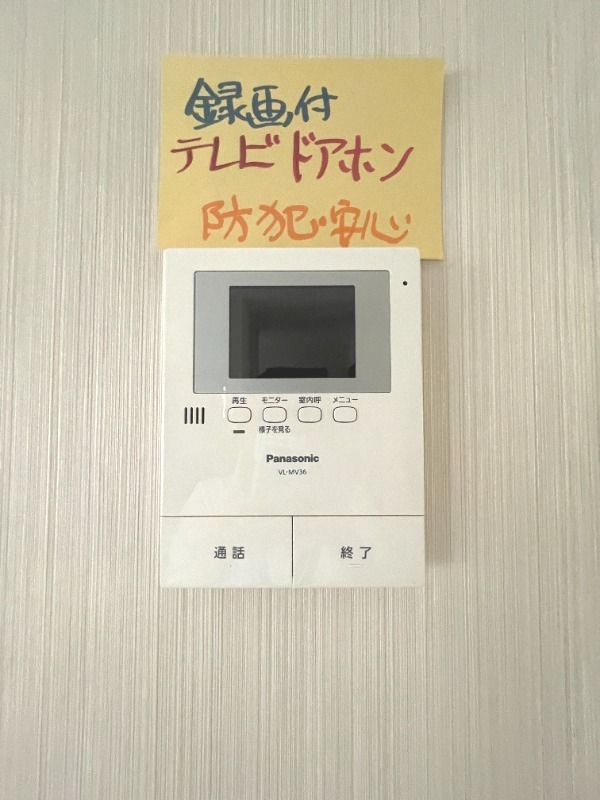 録画付
テレビドアホン
防犯・安心
再生 モニター 室内呼 メニュー
様子を見る
Panasonic
VL-MV36
通話 終了